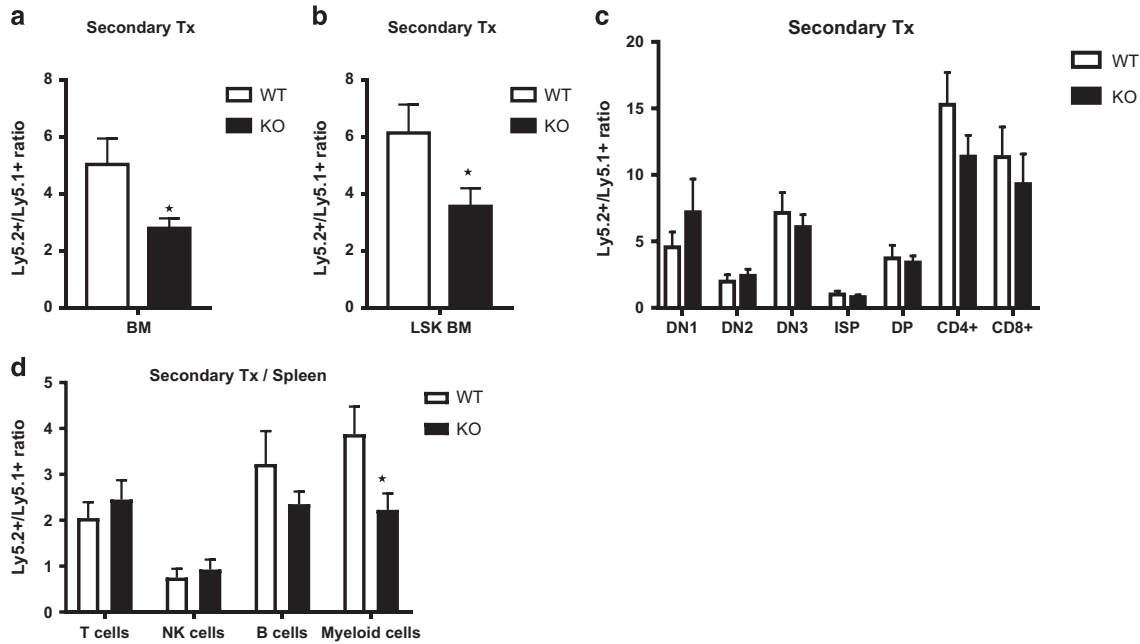 a
Secondary Tx
Ly5.2+/Ly5.1+ ratio
8
6
4
2
0
BM
WT
KO
★
b
Secondary Tx
Ly5.2+/Ly5.1+ ratio
8
6
4
2
0
LSK BM
WT
KO
★
c
Secondary Tx
Ly5.2+/Ly5.1+ ratio
20
15
10
5
0
DN1 DN2 DN3 ISP DP CD4+ CD8+
WT
KO
d
Secondary Tx / Spleen
Ly5.2+/Ly5.1+ ratio
5
4
3
2
1
0
T cells NK cells B cells Myeloid cells
WT
KO
★